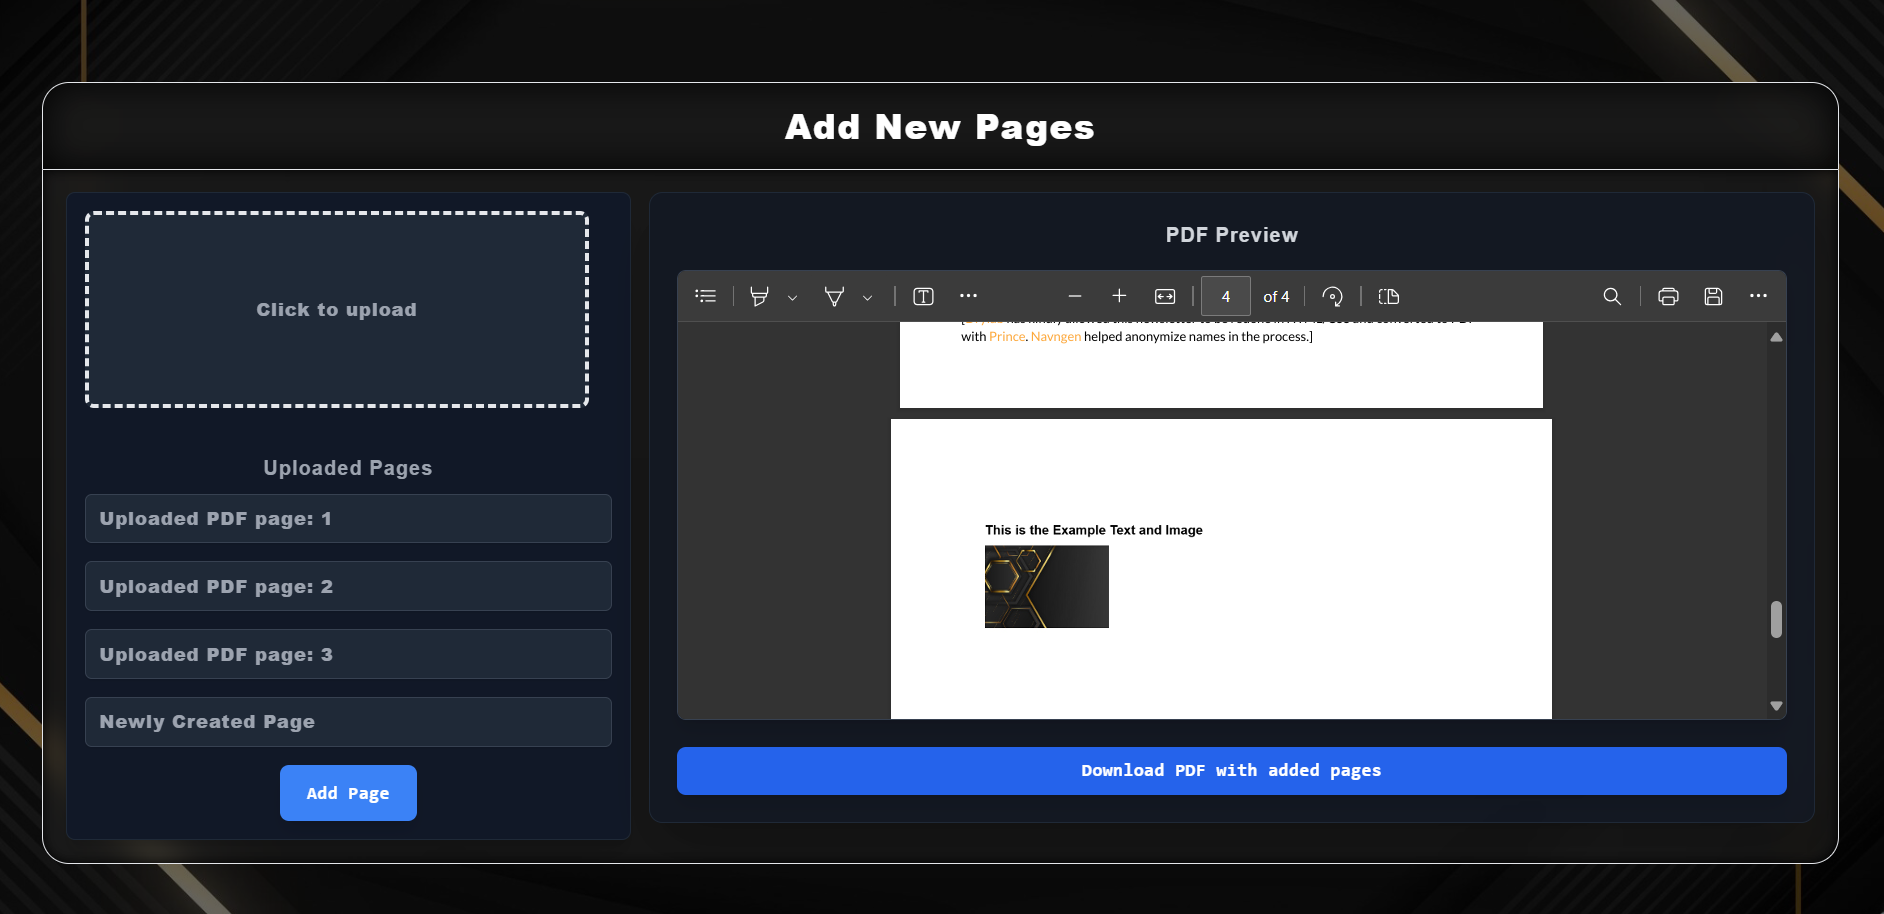 Add New Pages
Click to upload
Uploaded Pages
Uploaded PDF page: 1
Uploaded PDF page: 2
Uploaded PDF page: 3
Newly Created Page
Add Page
PDF Preview
4 of 4
with Prince. Navngen helped anonymize names in the process.]
This is the Example Text and Image
Download PDF with added pages